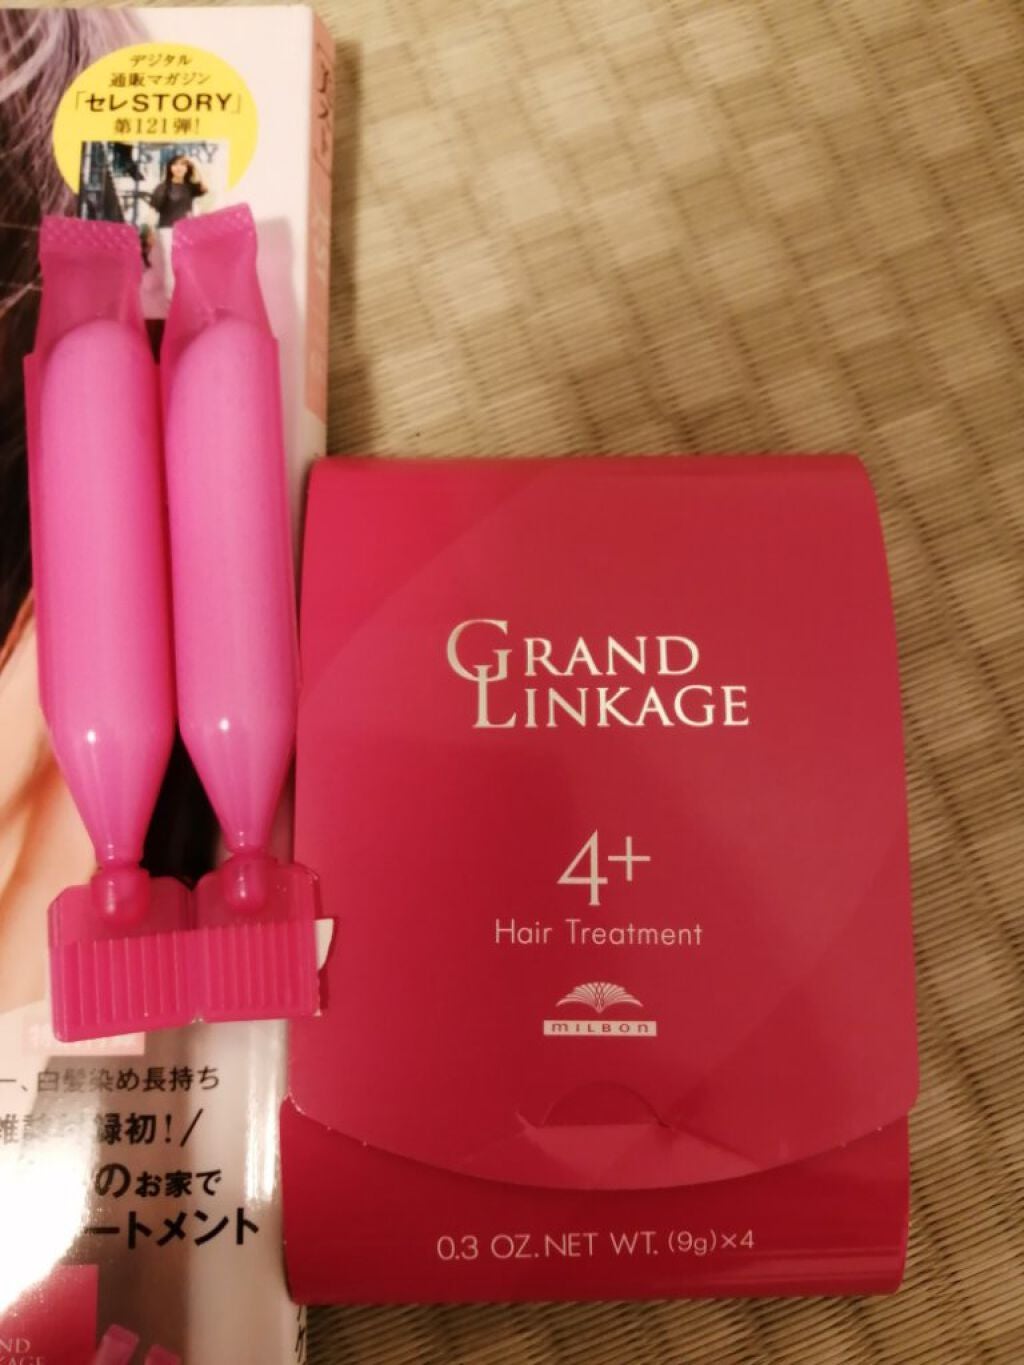 デジタル
通販マガジン
「セレSTORY」
第121弾!
STORY
GRAND
LINKAGE
4+
Hair Treatment
MILBON
0.3 OZ.NET WT. (9g)×4
ー、白髪染め長持ち
録初!/
のお家で
ートメント